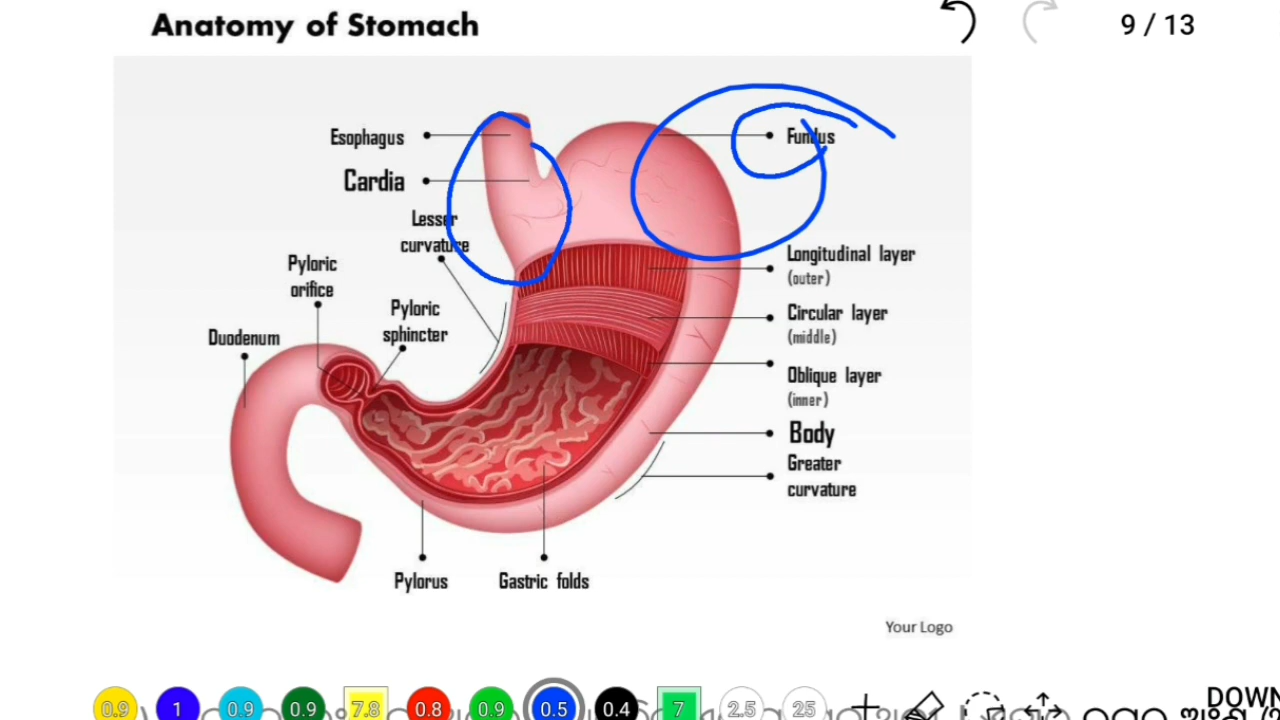 Anatomy of Stomach
9 / 13
Esophagus
Fundus
Cardia
Lesser
curvature
Longitudinal layer
(outer)
Pyloric
orifice
Pyloric
sphincter
Circular layer
(middle)
Duodenum
Oblique layer
(inner)
Body
Greater
curvature
Pylorus
Gastric folds
Your Logo
0.9
1
0.9
0.9
7.8
0.8
0.9
0.5
0.4
7
2.5
25
DOWN